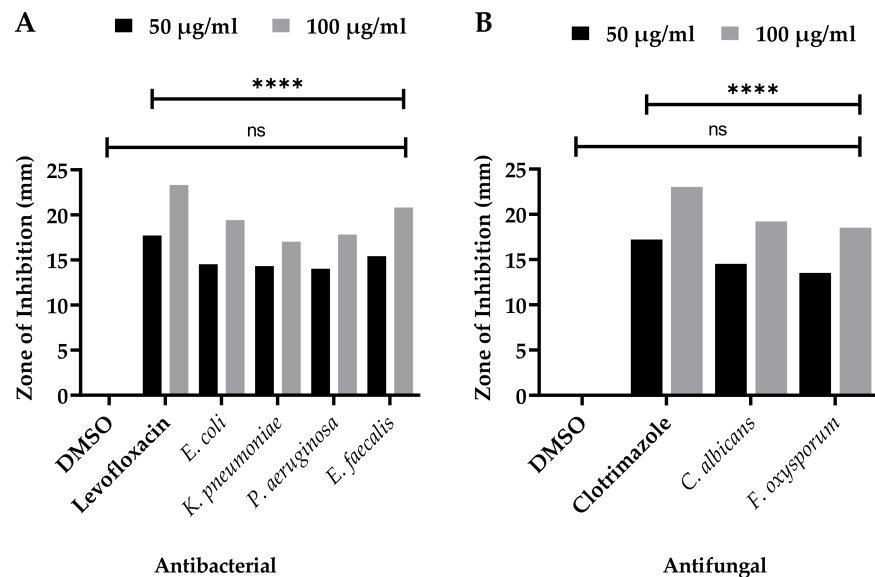 A
50 µg/ml 100 µg/ml
****
ns
Zone of Inhibition (mm)
25
20
15
10
5
0
DMSO
Levofloxacin
E. coli
K. pneumoniae
P. aeruginosa
E. faecalis
Antibacterial
B
50 µg/ml 100 µg/ml
****
ns
Zone of Inhibition (mm)
25
20
15
10
5
0
DMSO
Clotrimazole
C. albicans
F. oxysporum
Antifungal